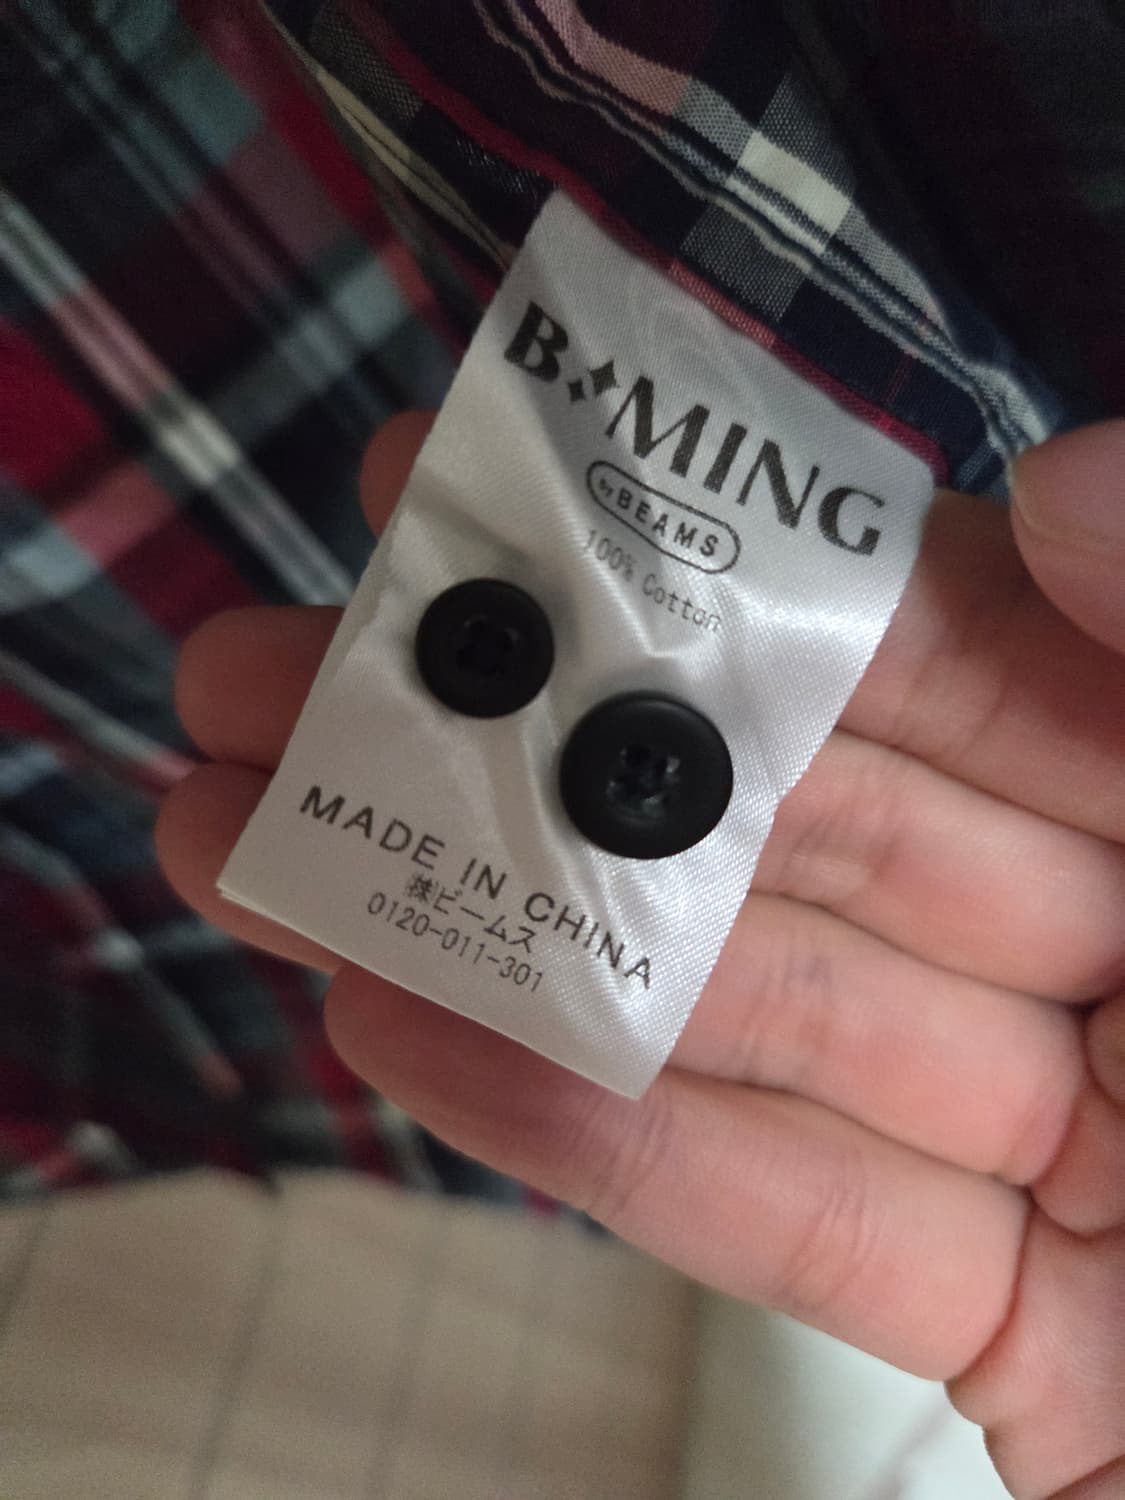 B MING
by BEAMS
100% Cotton
MADE IN CHINA
㈱ビームス
0120-011-301